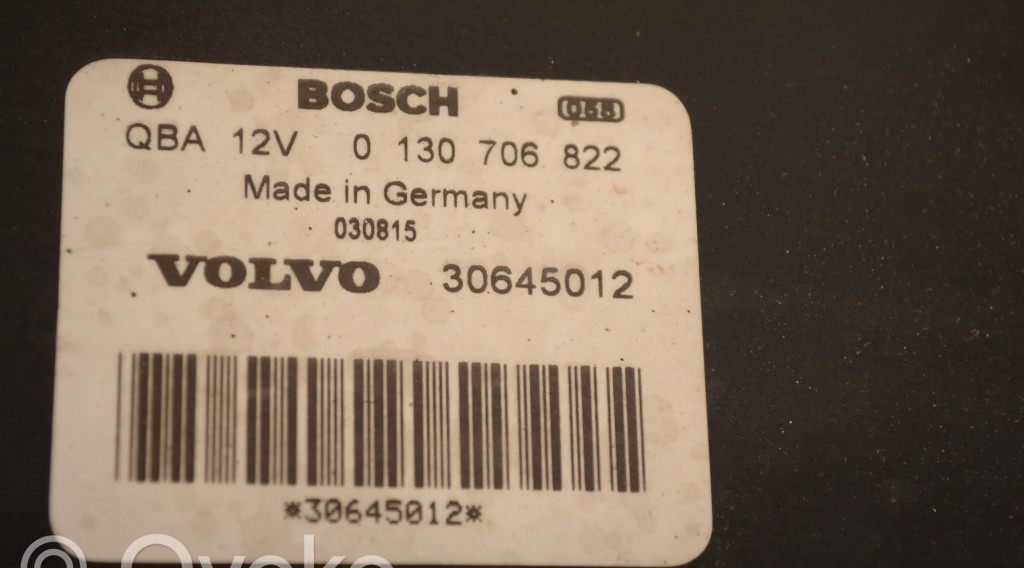 BOSCH
QBA 12V 0 130 706 822
Made in Germany
030815
VOLVO 30645012
*30645012*